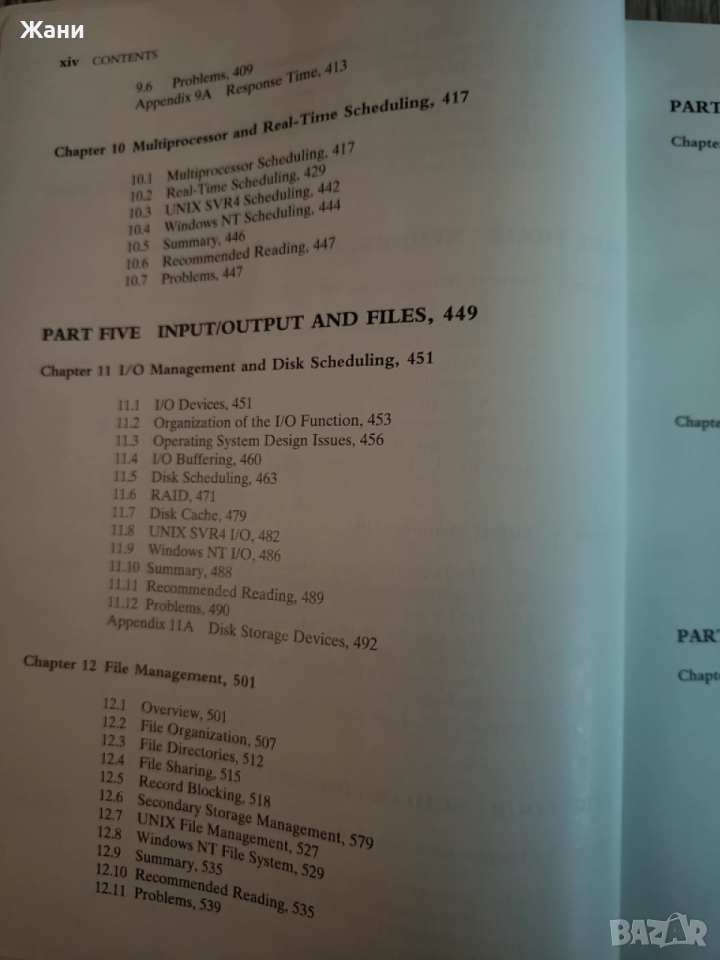 Жани
xiv CONTENTS
9.6 Problems, 409
Appendix 9A Response Time, 413
Chapter 10 Multiprocessor and Real-Time Scheduling, 417
10.1 Multiprocessor Scheduling, 417
10.2 Real-Time Scheduling, 429
10.3 UNIX SVR4 Scheduling, 442
10.4 Windows NT Scheduling, 444
10.5 Summary, 446
10.6 Recommended Reading, 447
10.7 Problems, 447
PART FIVE INPUT/OUTPUT AND FILES, 449
Chapter 11 I/O Management and Disk Scheduling, 451
11.1 I/O Devices, 451
11.2 Organization of the I/O Function, 453
11.3 Operating System Design Issues, 456
11.4 I/O Buffering, 460
11.5 Disk Scheduling, 463
11.6 RAID, 471
11.7 Disk Cache, 479
11.8 UNIX SVR4 I/O, 482
11.9 Windows NT I/O, 486
11.10 Summary, 488
11.11 Recommended Reading, 489
11.12 Problems, 490
Appendix 11A Disk Storage Devices, 492
Chapter 12 File Management, 501
12.1 Overview, 501
12.2 File Organization, 507
12.3 File Directories, 512
12.4 File Sharing, 515
12.5 Record Blocking, 518
12.6 Secondary Storage Management, 579
12.7 UNIX File Management, 527
12.8 Windows NT File System, 529
12.9 Summary, 535
12.10 Recommended Reading, 535
12.11 Problems, 539
PART
Chapter
Chapte
PART
Chapt
BAZAR